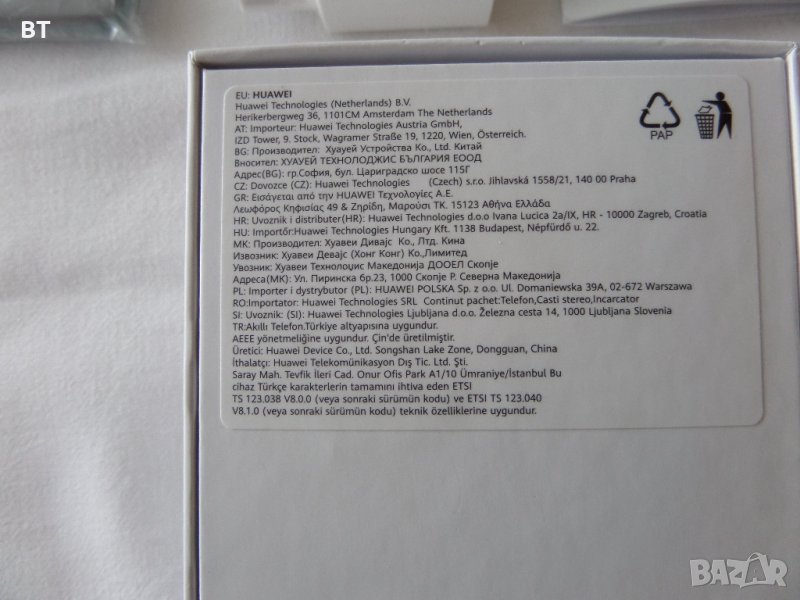 BT
EU: HUAWEI
Huawei Technologies (Netherlands) B.V.
Herikerbergweg 36, 1101CM Amsterdam The Netherlands
AT: Importeur: Huawei Technologies Austria GmbH,
IZD Tower, 9. Stock, Wagramer Straße 19, 1220, Wien, Österreich.
BG: Производител: Хуауей Устройства Ко., Ltd. Китай
Вносител: ХУАУЕЙ ТЕХНОЛОДЖИС БЪЛГАРИЯ ЕООД
Адрес(BG): гр.София, бул. Цариградско шосе 115Г
CZ: Dovozce (CZ): Huawei Technologies (Czech) s.r.o. Jihlavská 1558/21, 140 00 Praha
GR: Εισάγεται από την HUAWEI Τεχνολογίες Α.Ε.
Λεωφόρος Κηφισίας 49 & Ζηρίδη, Μαρούσι ΤΚ. 15123 Αθήνα Ελλάδα
HR: Uvoznik i distributer(HR): Huawei Technologies d.o.o Ivana Lucica 2a/IX, HR - 10000 Zagreb, Croatia
HU: Importőr:Huawei Technologies Hungary Kft. 1138 Budapest, Népfürdő u. 22.
МК: Производител: Хуавеи Дивајс Ко., Лтд. Кина
Извозник: Хуавеи Девајс (Хонг Конг) Ко.,Лимитед
Увозник: Хуавеи Технолоџис Македонија ДООЕЛ Скопје
Адреса(МК): Ул. Пиринска бр.23, 1000 Скопје Р. Северна Македонија
PL: Importer i dystrybutor (PL): HUAWEI POLSKA Sp. z o.o. Ul. Domaniewska 39A, 02-672 Warszawa
RO:Importator: Huawei Technologies SRL Continut pachet:Telefon,Casti stereo,Incarcator
SI: Uvoznik: (SI): Huawei Technologies Ljubljana d.o.o. Železna cesta 14, 1000 Ljubljana Slovenia
TR:Akıllı Telefon.Türkiye altyapısına uygundur.
AEEE yönetmeliğine uygundur. Çin'de üretilmiştir.
Üretici: Huawei Device Co., Ltd. Songshan Lake Zone, Dongguan, China
İthalatçı: Huawei Telekomünikasyon Dış Tic. Ltd. Şti.
Saray Mah. Tevfik İleri Cad. Onur Ofis Park A1/10 Ümraniye/İstanbul Bu
cihaz Türkçe karakterlerin tamamını ihtiva eden ETSI
TS 123.038 V8.0.0 (veya sonraki sürümün kodu) ve ETSI TS 123.040
V8.1.0 (veya sonraki sürümün kodu) teknik özelliklerine uygundur.
PAP
BAZAR